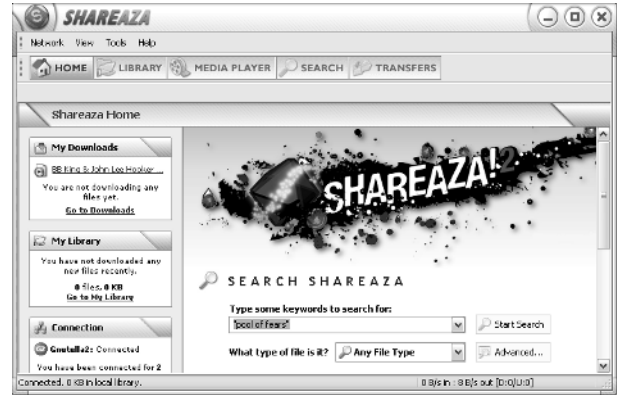 SHAREAZA
Network View Tools Help
HOME LIBRARY MEDIA PLAYER SEARCH TRANSFERS
Shareaza Home
My Downloads
BB King & John Lee Hooker ...
You are not downloading any
files yet.
Go to Downloads
My Library
You have not downloaded any
new files recently.
0 files, 0 KB
Go to My Library
Connection
Gnutella2: Connected
You have been connected for 2
SHAREAZA! 2
SEARCH SHAREAZA
Type some keywords to search for:
"pool of fears"
Start Search
What type of file is it? Any File Type
Advanced...
Connected. 0 KB in local library.
0 B/s in : 8 B/s out [D:0/U:0]